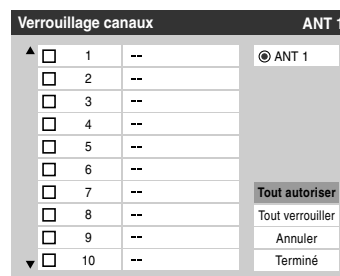 Verrouillage canaux ANT 1
1 --
2 --
3 --
4 --
5 --
6 --
7 --
8 --
9 --
10 --
ANT 1
Tout autoriser
Tout verrouiller
Annuler
Terminé